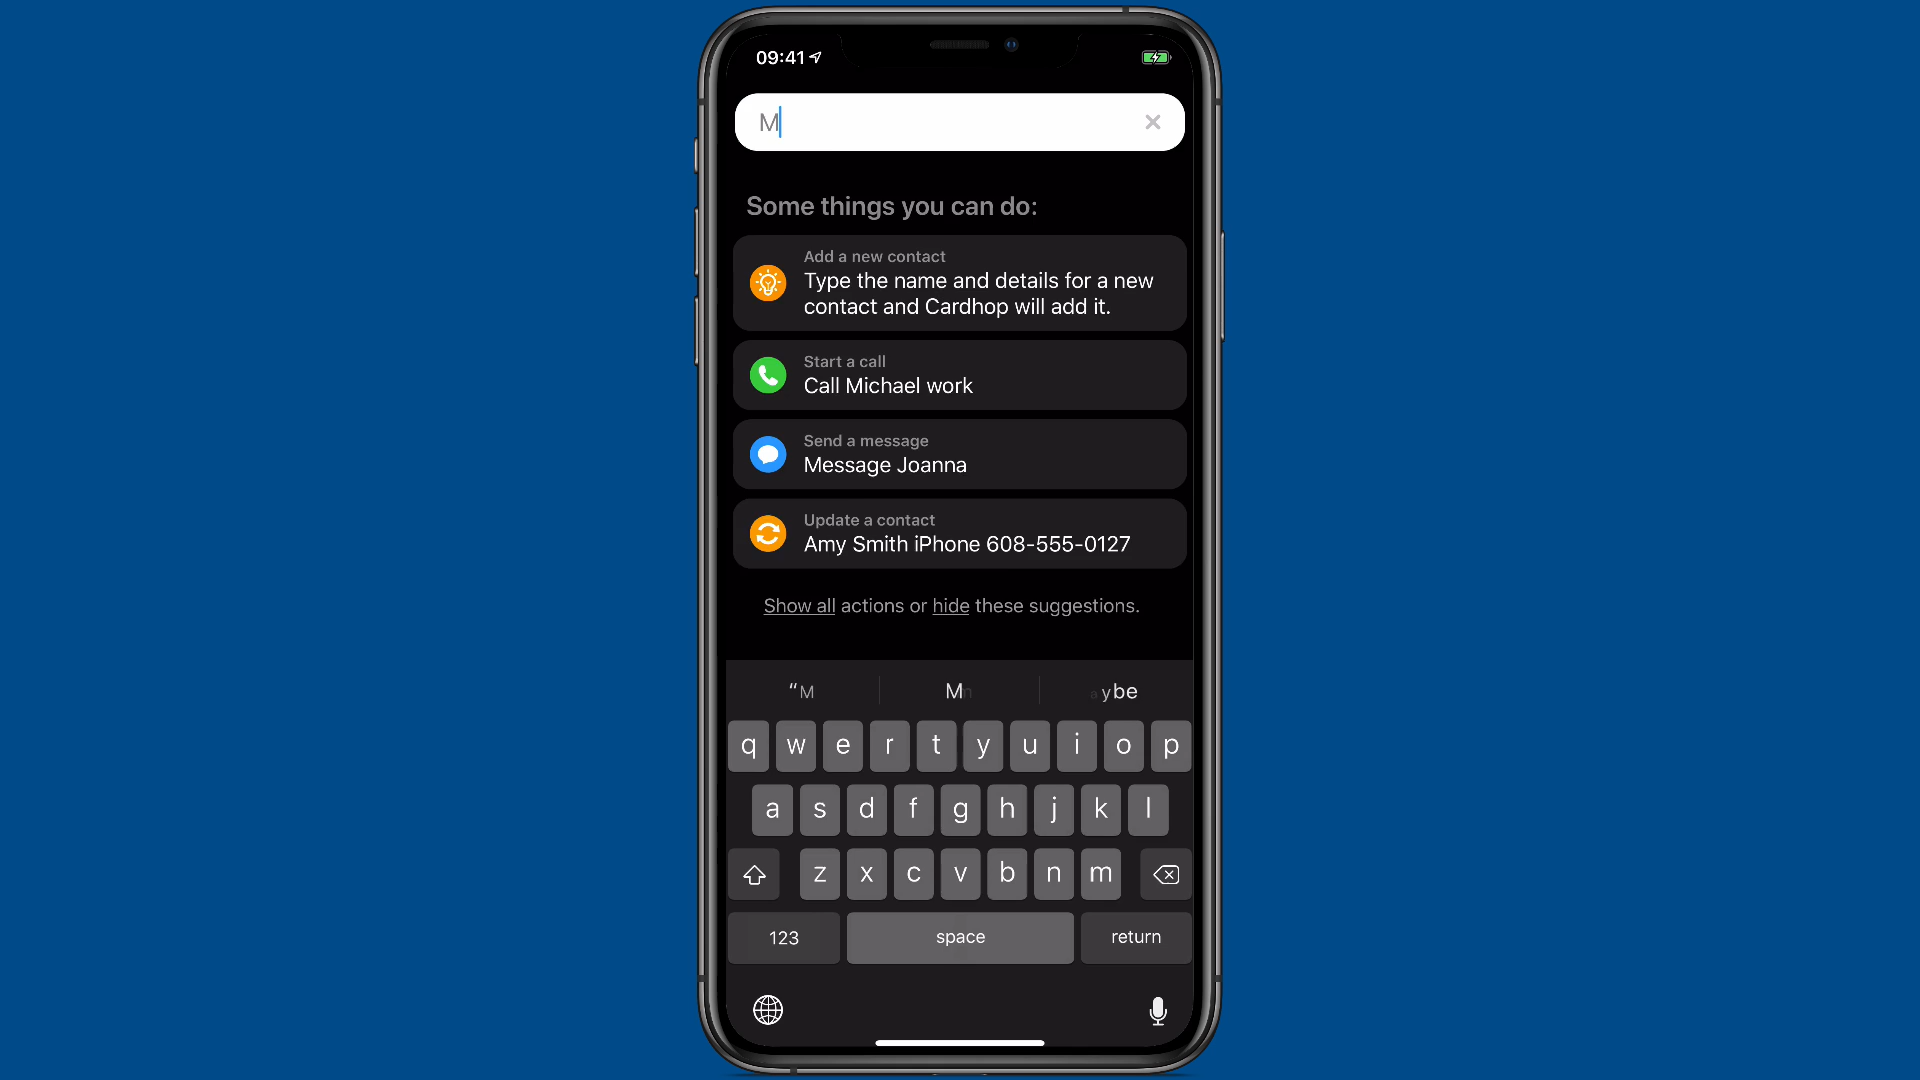 09:41
M
Some things you can do:
Add a new contact
Type the name and details for a new
contact and Cardhop will add it.
Start a call
Call Michael work
Send a message
Message Joanna
Update a contact
Amy Smith iPhone 608-555-0127
Show all actions or hide these suggestions.
“M Mn aybe
q w e r t y u i o p
a s d f g h j k l
z x c v b n m
123 space return